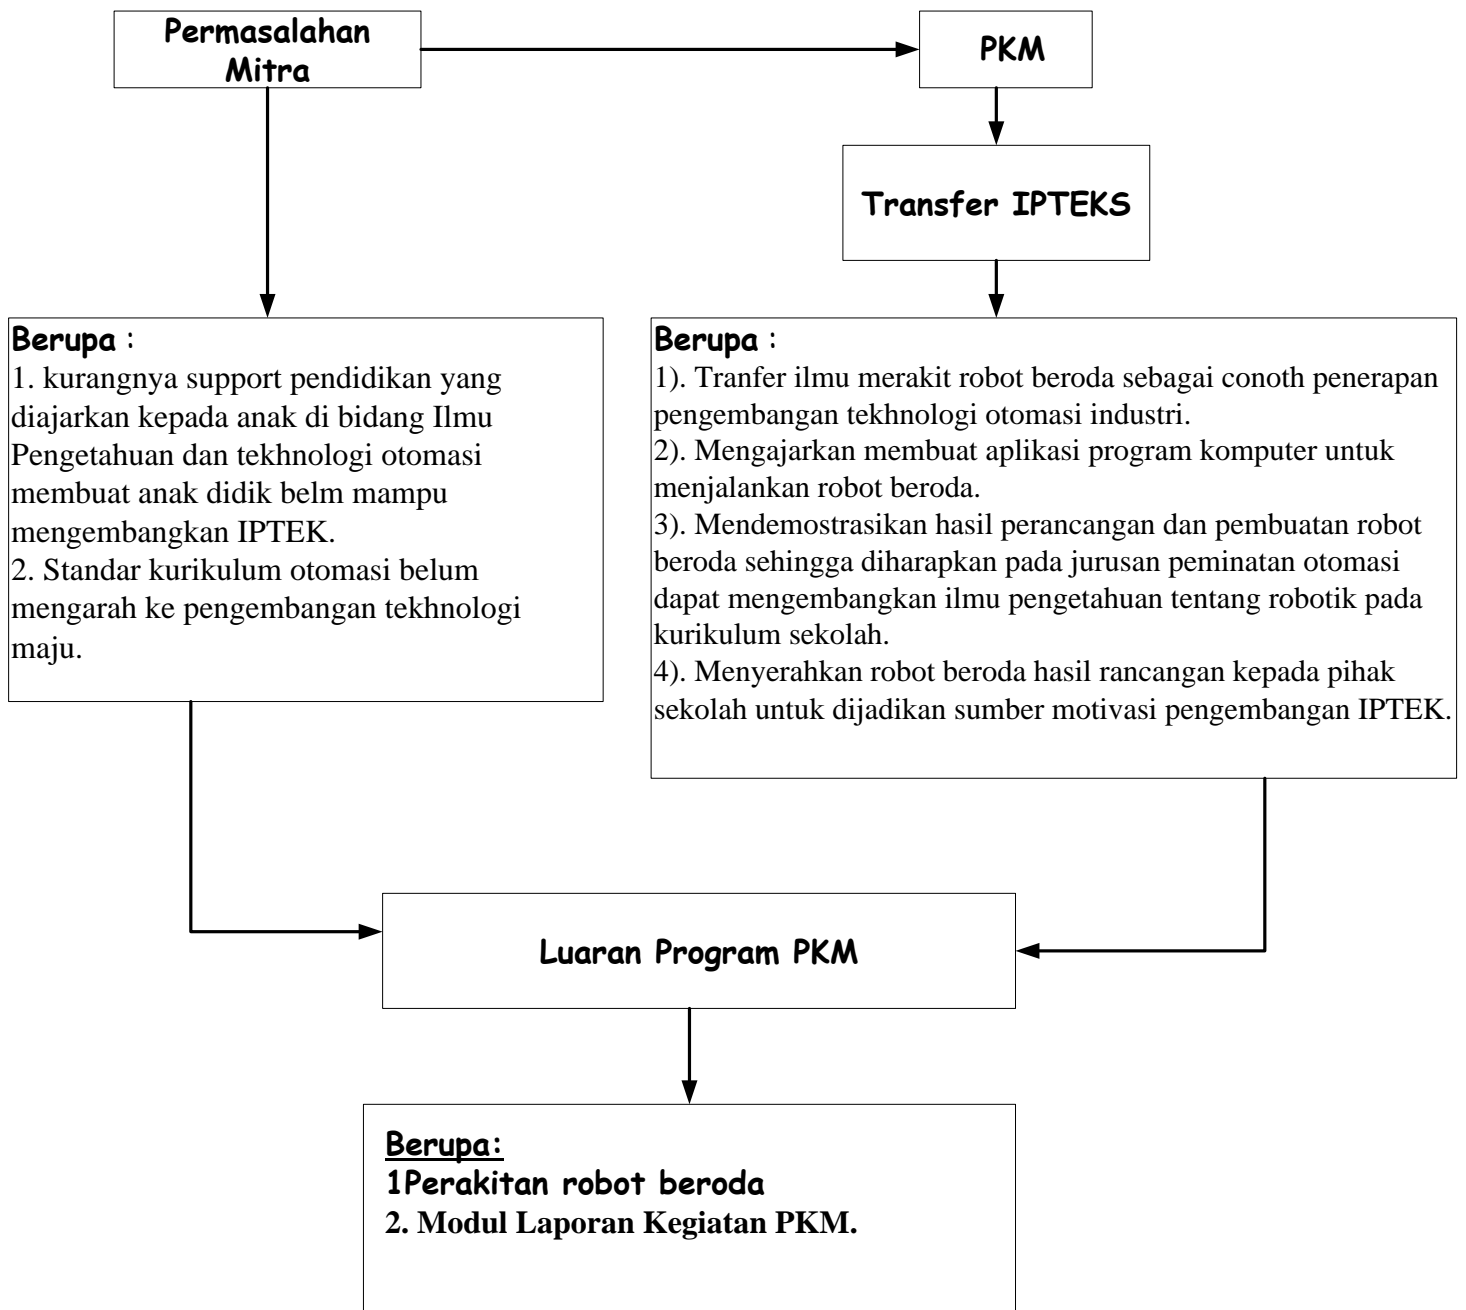 Permasalahan
Mitra
PKM
Transfer IPTEKS
Berupa :
1. kurangnya support pendidikan yang
diajarkan kepada anak di bidang Ilmu
Pengetahuan dan tekhnologi otomasi
membuat anak didik belm mampu
mengembangkan IPTEK.
2. Standar kurikulum otomasi belum
mengarah ke pengembangan tekhnologi
maju.
Berupa :
1). Tranfer ilmu merakit robot beroda sebagai conoth penerapan
pengembangan tekhnologi otomasi industri.
2). Mengajarkan membuat aplikasi program komputer untuk
menjalankan robot beroda.
3). Mendemostrasikan hasil perancangan dan pembuatan robot
beroda sehingga diharapkan pada jurusan peminatan otomasi
dapat mengembangkan ilmu pengetahuan tentang robotik pada
kurikulum sekolah.
4). Menyerahkan robot beroda hasil rancangan kepada pihak
sekolah untuk dijadikan sumber motivasi pengembangan IPTEK.
Luaran Program PKM
Berupa:
1Perakitan robot beroda
2. Modul Laporan Kegiatan PKM.